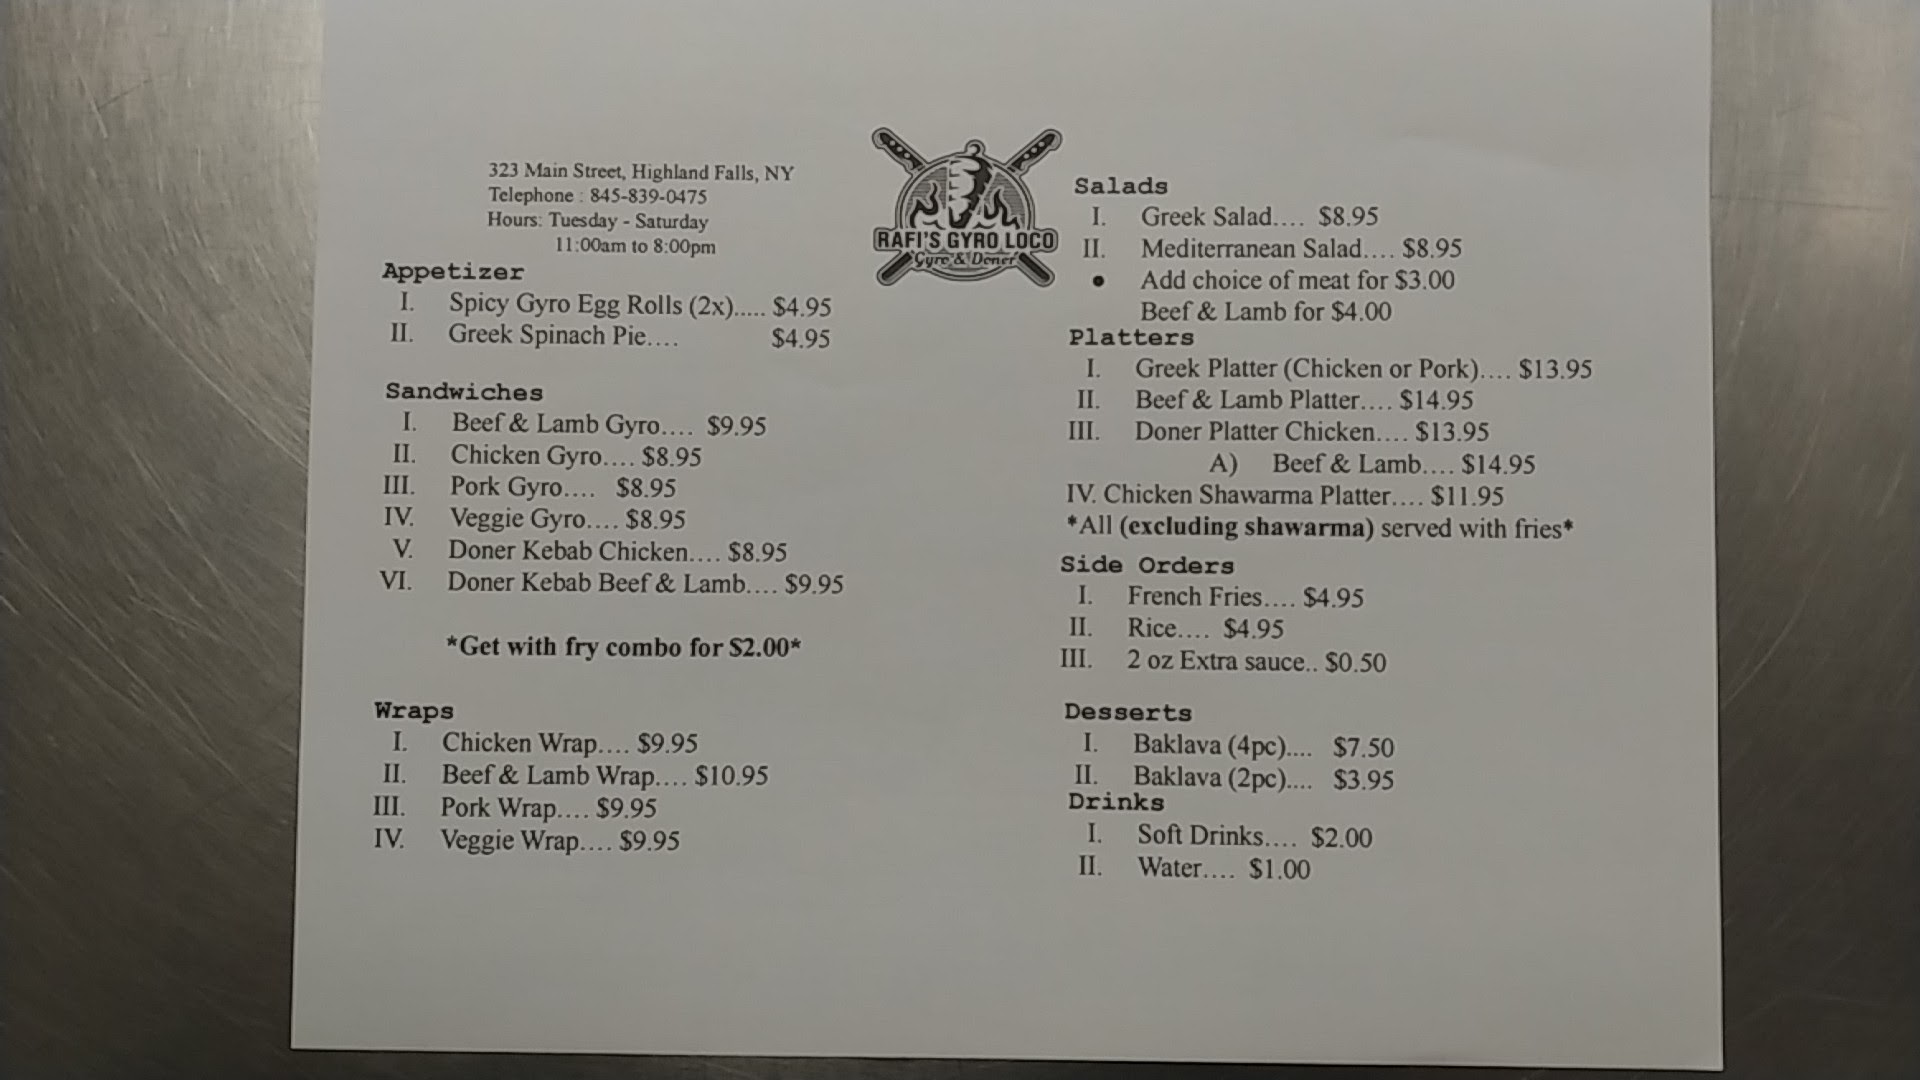 323 Main Street, Highland Falls, NY
Telephone : 845-839-0475
Hours: Tuesday - Saturday
11:00am to 8:00pm
RAFI'S GYRO LOCO
Gyro & Doner
Appetizer
I. Spicy Gyro Egg Rolls (2x)..... $4.95
II. Greek Spinach Pie.... $4.95
Sandwiches
I. Beef & Lamb Gyro.... $9.95
II. Chicken Gyro.... $8.95
III. Pork Gyro.... $8.95
IV. Veggie Gyro.... $8.95
V. Doner Kebab Chicken.... $8.95
VI. Doner Kebab Beef & Lamb.... $9.95
*Get with fry combo for $2.00*
Wraps
I. Chicken Wrap.... $9.95
II. Beef & Lamb Wrap.... $10.95
III. Pork Wrap.... $9.95
IV. Veggie Wrap.... $9.95
Salads
I. Greek Salad.... $8.95
II. Mediterranean Salad.... $8.95
• Add choice of meat for $3.00
Beef & Lamb for $4.00
Platters
I. Greek Platter (Chicken or Pork).... $13.95
II. Beef & Lamb Platter.... $14.95
III. Doner Platter Chicken.... $13.95
A) Beef & Lamb.... $14.95
IV. Chicken Shawarma Platter.... $11.95
*All (excluding shawarma) served with fries*
Side Orders
I. French Fries.... $4.95
II. Rice.... $4.95
III. 2 oz Extra sauce.. $0.50
Desserts
I. Baklava (4pc).... $7.50
II. Baklava (2pc).... $3.95
Drinks
I. Soft Drinks.... $2.00
II. Water.... $1.00